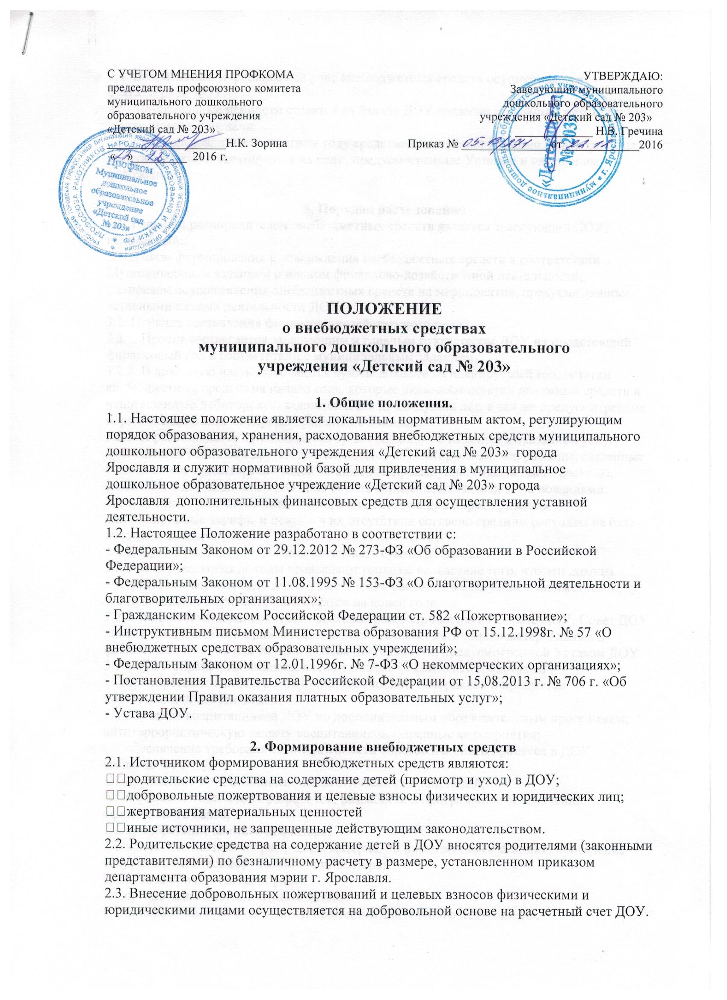 С УЧЕТОМ МНЕНИЯ ПРОФКОМА
председатель профсоюзного комитета
муниципального дошкольного
образовательного учреждения
«Детский сад № 203»
Н.К. Зорина
«22» 2016 г.
УТВЕРЖДАЮ:
Заведующий муниципального
дошкольного образовательного
учреждения «Детский сад № 203»
Н.В. Гречина
Приказ № 05-13/271 от 22.12 2016
Профком
Муниципальное
дошкольное
образовательное
учреждение
«Детский сад
№ 203»
«Детский сад
№ 203»
ПОЛОЖЕНИЕ
о внебюджетных средствах
муниципального дошкольного образовательного
учреждения «Детский сад № 203»
1. Общие положения.
1.1. Настоящее положение является локальным нормативным актом, регулирующим
порядок образования, хранения, расходования внебюджетных средств муниципального
дошкольного образовательного учреждения «Детский сад № 203» города
Ярославля и служит нормативной базой для привлечения в муниципальное
дошкольное образовательное учреждение «Детский сад № 203» города
Ярославля дополнительных финансовых средств для осуществления уставной
деятельности.
1.2. Настоящее Положение разработано в соответствии с:
- Федеральным Законом от 29.12.2012 № 273-ФЗ «Об образовании в Российской
Федерации»;
- Федеральным Законом от 11.08.1995 № 153-ФЗ «О благотворительной деятельности и
благотворительных организациях»;
- Гражданским Кодексом Российской Федерации ст. 582 «Пожертвование»;
- Инструктивным письмом Министерства образования РФ от 15.12.1998г. № 57 «О
внебюджетных средствах образовательных учреждений»;
- Федеральным Законом от 12.01.1996г. № 7-ФЗ «О некоммерческих организациях»;
- Постановления Правительства Российской Федерации от 15,08.2013 г. № 706 г. «Об
утверждении Правил оказания платных образовательных услуг»;
- Устава ДОУ.
2. Формирование внебюджетных средств
2.1. Источником формирования внебюджетных средств являются:
□□родительские средства на содержание детей (присмотр и уход) в ДОУ;
□□добровольные пожертвования и целевые взносы физических и юридических лиц;
□□жертвования материальных ценностей
□□иные источники, не запрещенные действующим законодательством.
2.2. Родительские средства на содержание детей в ДОУ вносятся родителями (законными
представителями) по безналичному расчету в размере, установленном приказом
департамента образования мэрии г. Ярославля.
2.3. Внесение добровольных пожертвований и целевых взносов физическими и
юридическими лицами осуществляется на добровольной основе на расчетный счет ДОУ.